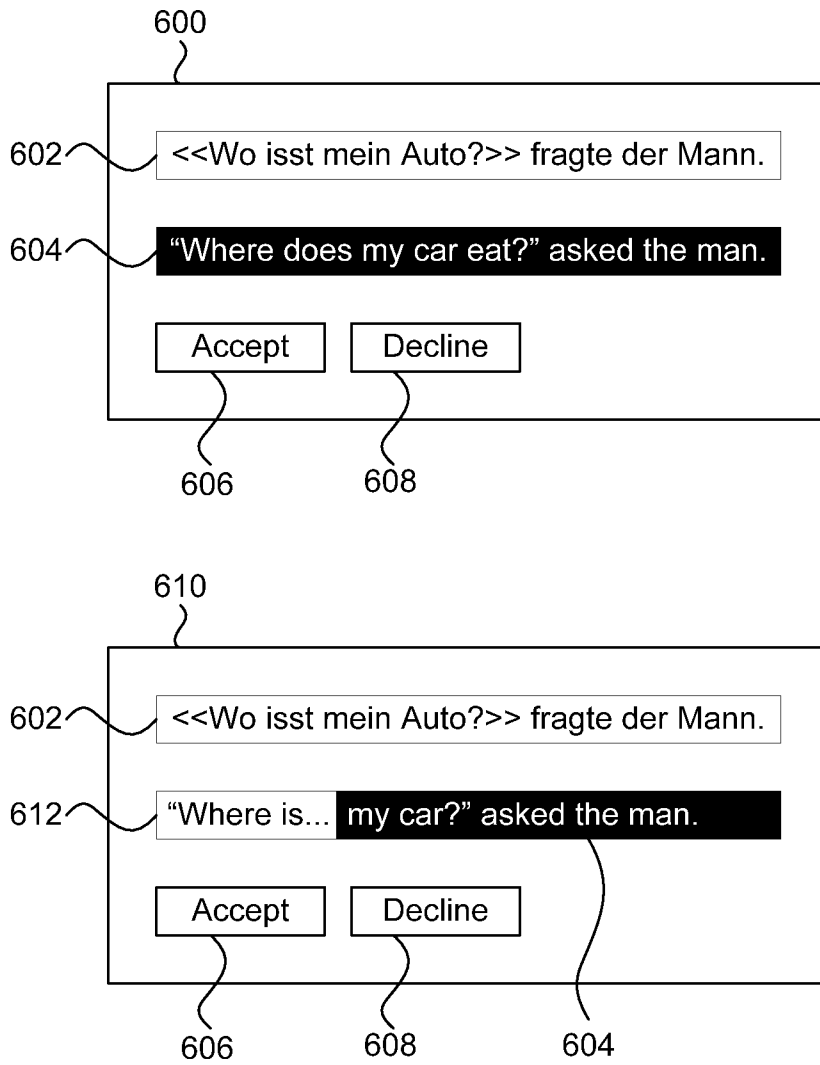 600
602
<<Wo isst mein Auto?>> fragte der Mann.
604
“Where does my car eat?” asked the man.
Accept
Decline
606
608
610
602
<<Wo isst mein Auto?>> fragte der Mann.
612
“Where is... my car?” asked the man.
Accept
Decline
606
608
604